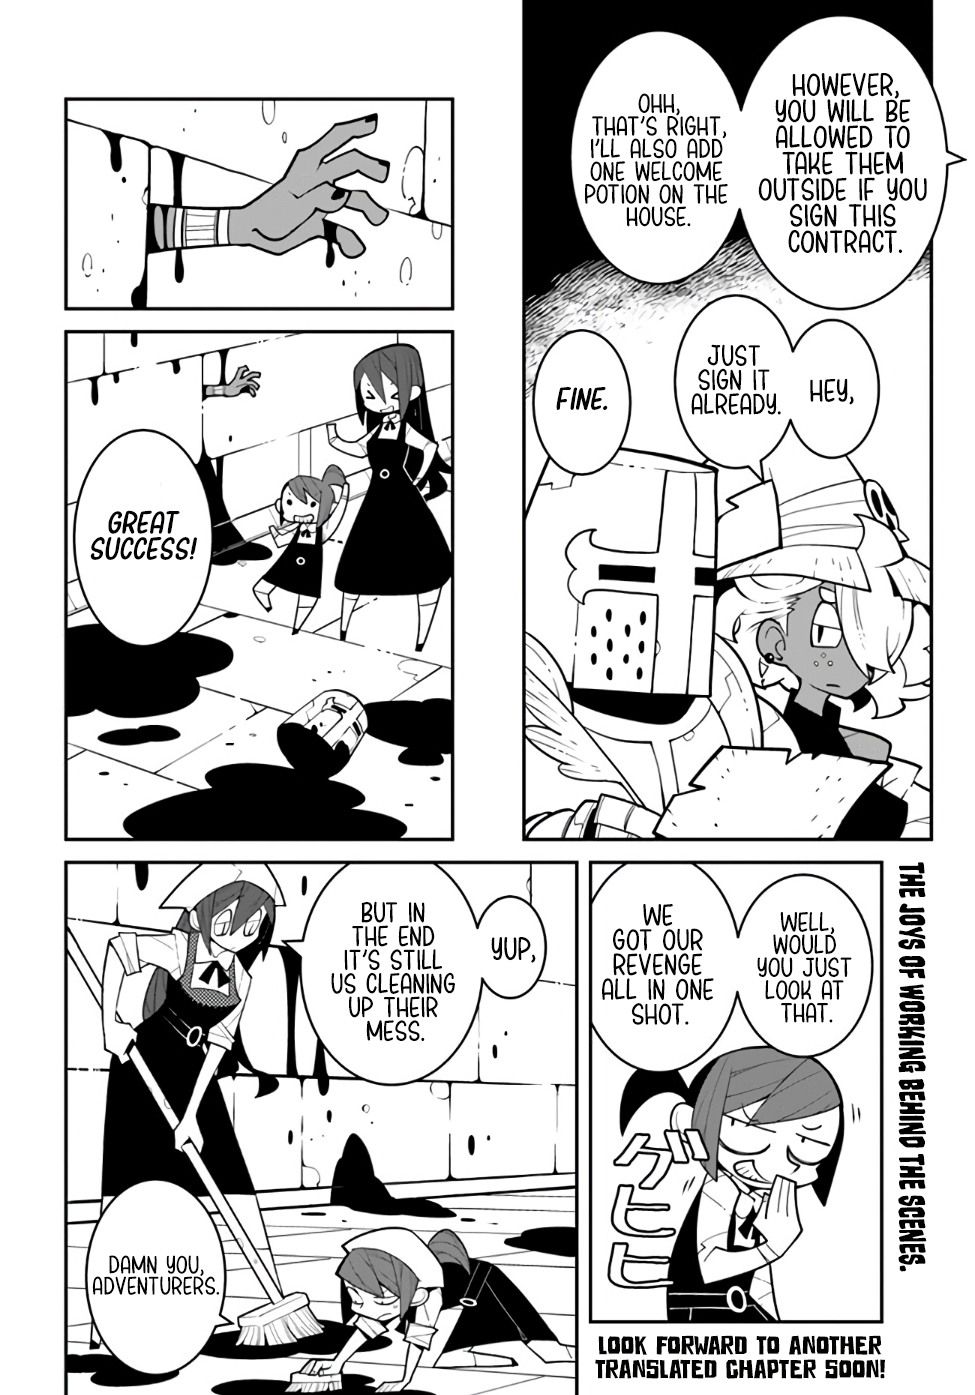 HOWEVER,
YOU WILL BE
ALLOWED TO
TAKE THEM
OUTSIDE IF YOU
SIGN THIS
CONTRACT.
OHH,
THAT'S RIGHT,
I'LL ALSO ADD
ONE WELCOME
POTION ON THE
HOUSE.
HEY,
JUST
SIGN IT
ALREADY.
FINE.
GREAT
SUCCESS!
WELL,
WOULD
YOU JUST
LOOK AT
THAT.
WE
GOT OUR
REVENGE
ALL IN ONE
SHOT.
ゲヒヒ
YUP,
BUT IN
THE END
IT'S STILL
US CLEANING
UP THEIR
MESS.
DAMN YOU,
ADVENTURERS.
THE JOYS OF WORKING BEHIND THE SCENES.
LOOK FORWARD TO ANOTHER
TRANSLATED CHAPTER SOON!